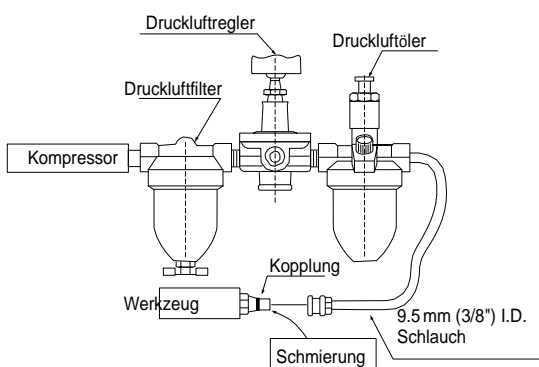 Druckluftregler
Druckluftöler
Druckluftfilter
Kompressor
Kopplung
Werkzeug
9.5 mm (3/8") I.D.
Schlauch
Schmierung